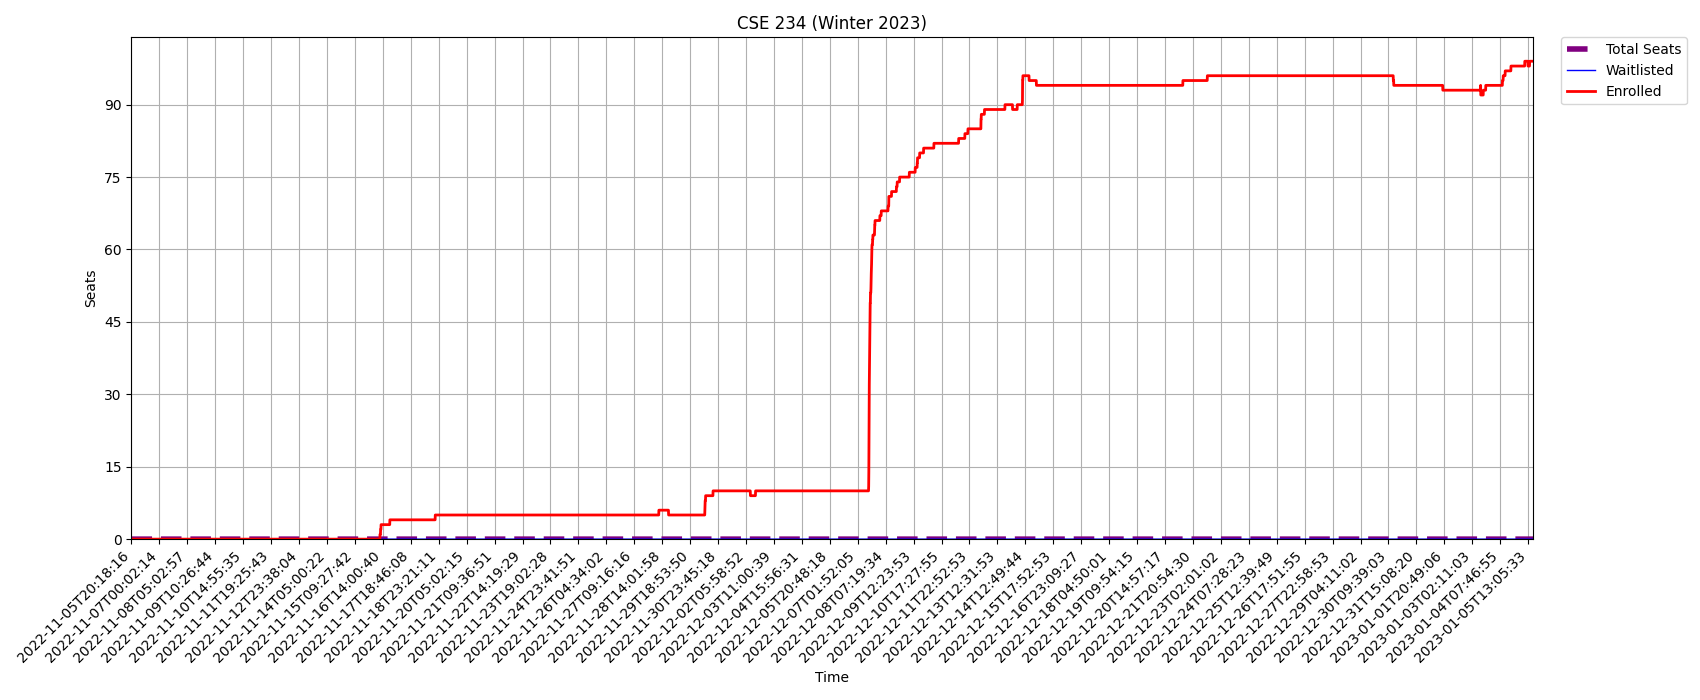 CSE 234 (Winter 2023)
Total Seats
Waitlisted
Enrolled
Seats
90
75
60
45
30
15
0
2022-11-05T20:18:16
2022-11-07T00:02:14
2022-11-08T05:02:57
2022-11-09T10:26:44
2022-11-10T14:55:35
2022-11-11T19:25:43
2022-11-12T23:38:04
2022-11-14T05:00:22
2022-11-15T09:27:42
2022-11-16T14:00:40
2022-11-17T18:46:08
2022-11-18T23:21:11
2022-11-20T05:02:15
2022-11-21T09:36:51
2022-11-22T14:19:29
2022-11-23T19:02:28
2022-11-24T23:41:51
2022-11-26T04:34:02
2022-11-27T09:16:16
2022-11-28T14:01:58
2022-11-29T18:53:50
2022-11-30T23:45:18
2022-12-02T05:58:52
2022-12-03T11:00:39
2022-12-04T15:56:31
2022-12-05T20:48:18
2022-12-07T01:52:05
2022-12-08T07:19:34
2022-12-09T12:23:53
2022-12-10T17:27:55
2022-12-11T22:52:53
2022-12-13T12:31:53
2022-12-14T12:49:44
2022-12-15T17:52:53
2022-12-16T23:09:27
2022-12-18T04:50:01
2022-12-19T09:54:15
2022-12-20T14:57:17
2022-12-21T20:54:30
2022-12-23T02:01:02
2022-12-24T07:28:23
2022-12-25T12:39:49
2022-12-26T17:51:55
2022-12-27T22:58:53
2022-12-29T04:11:02
2022-12-30T09:39:03
2022-12-31T15:08:20
2023-01-01T20:49:06
2023-01-03T02:11:03
2023-01-04T07:46:55
2023-01-05T13:05:33
Time